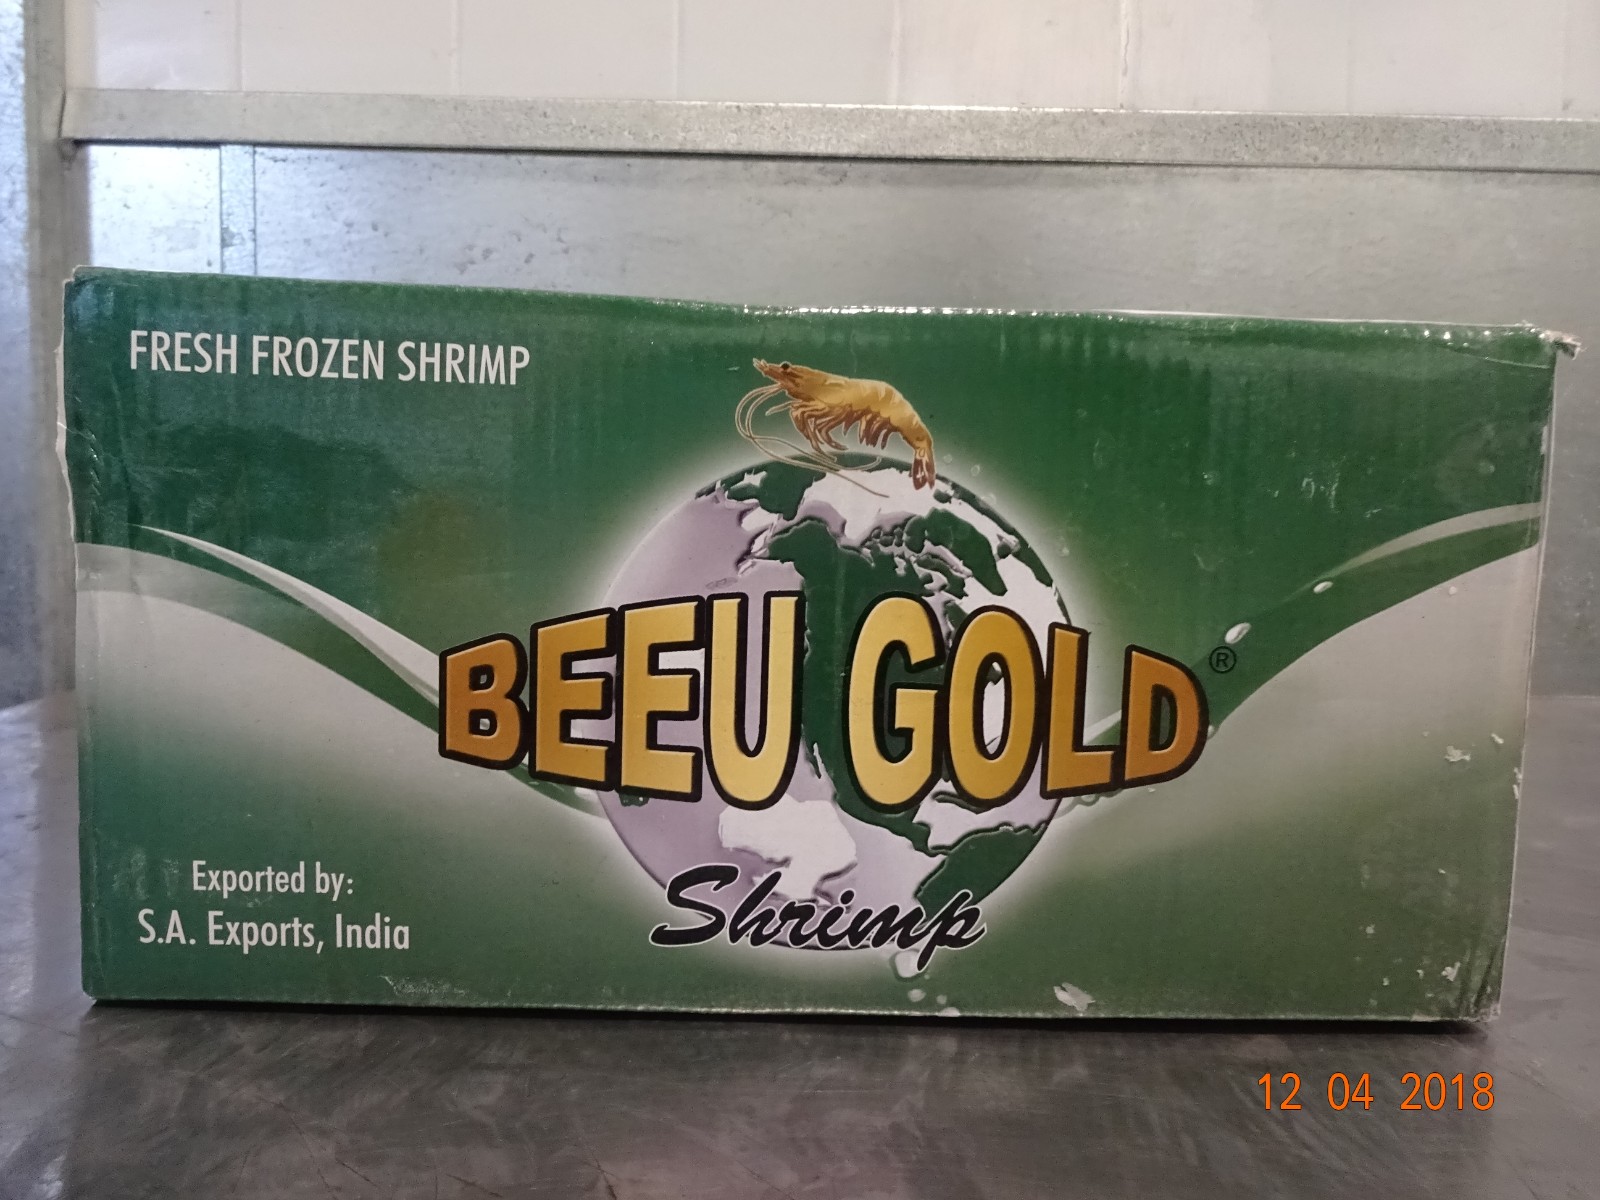 FRESH FROZEN SHRIMP
BEEU GOLD®
Shrimp
Exported by:
S.A. Exports, India
12 04 2018